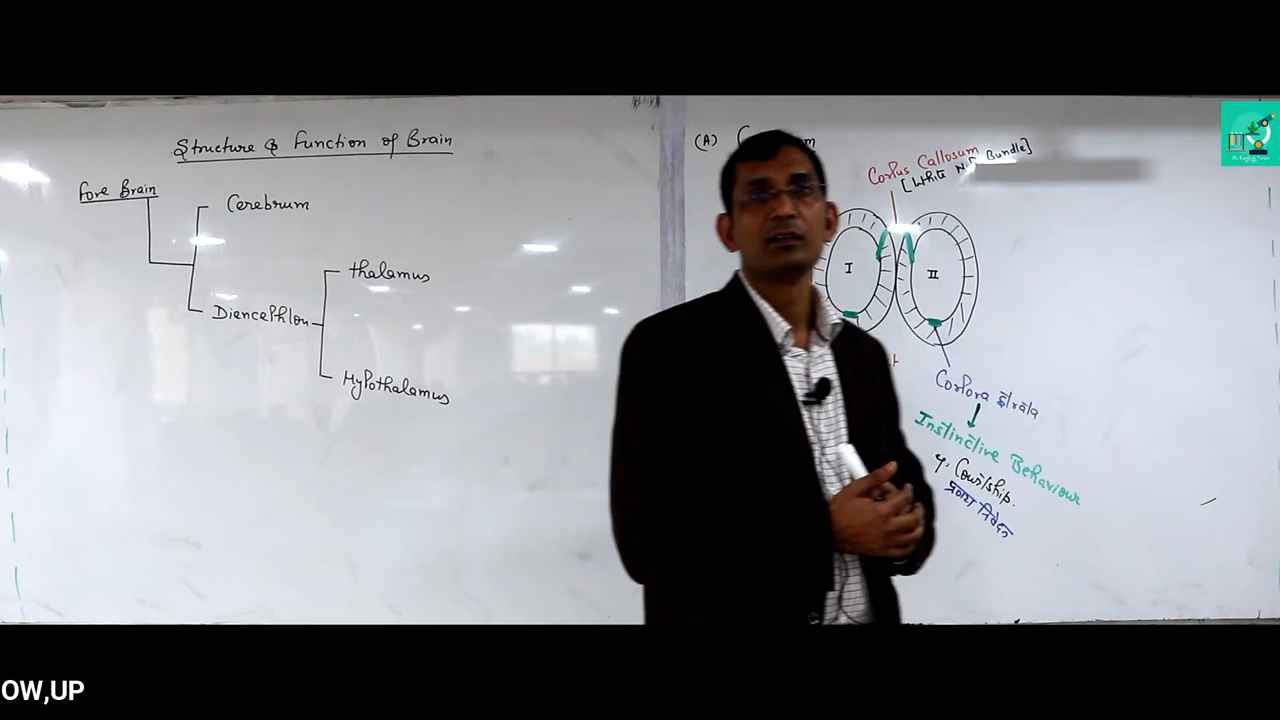 Structure & Function of Brain
Fore Brain
Cerebrum
Diencephlon
thalamus
Hypothalamus
(A)
Corpus Callosum
[White N.F Bundle]
I
II
Corpora striata
Instinctive Behaviour
Courtship.
प्रणय निवेदन
OW,UP